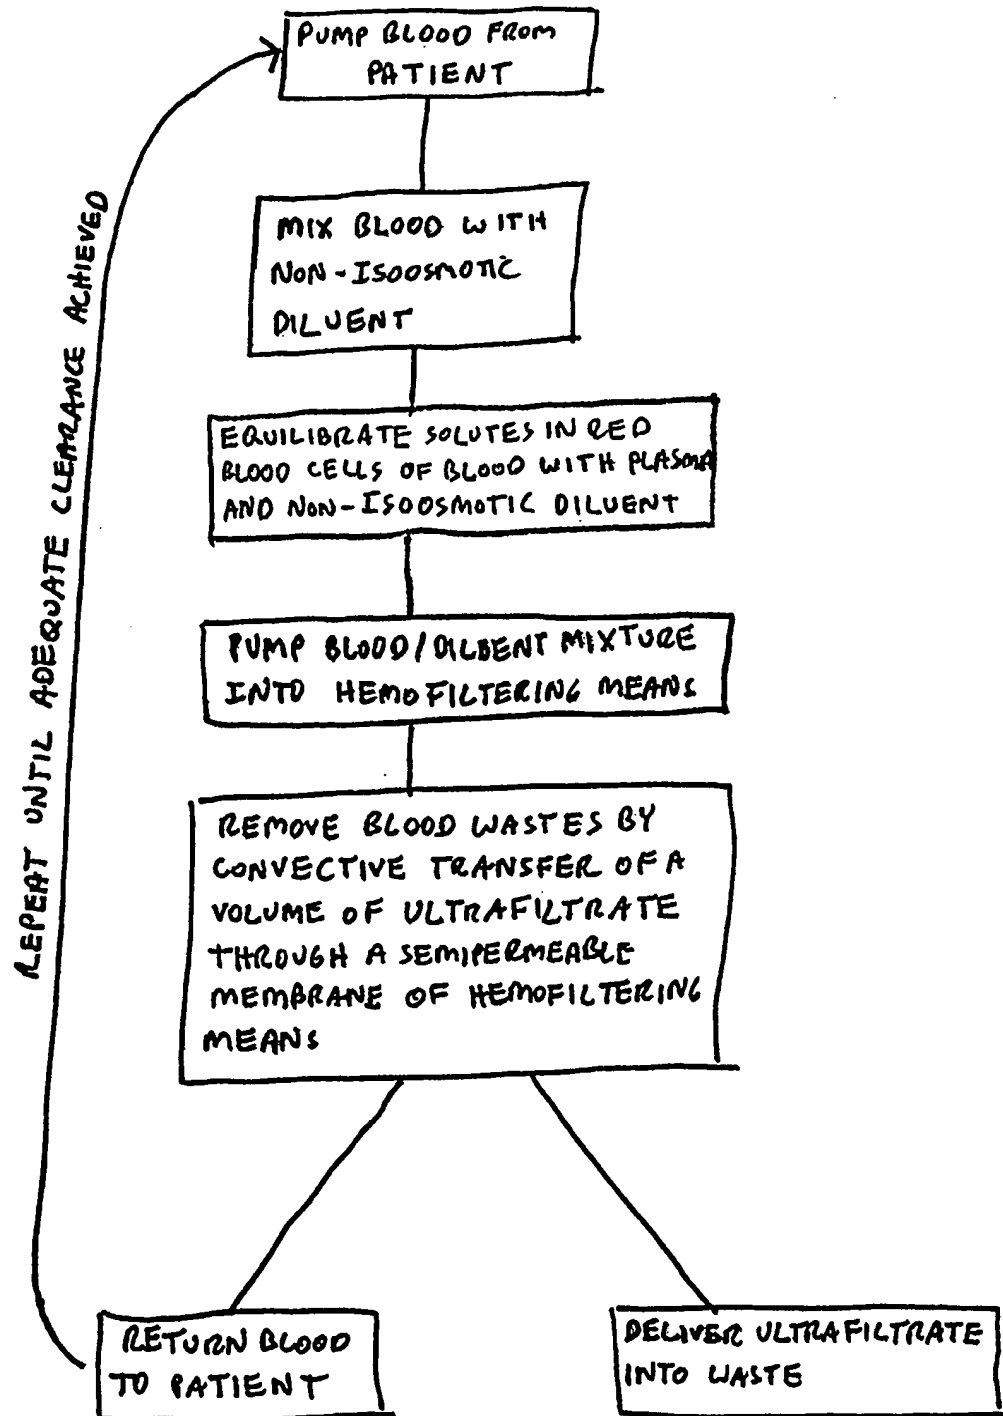 PUMP BLOOD FROM
PATIENT
MIX BLOOD WITH
NON-ISOOSMOTIC
DILUENT
EQUILIBRATE SOLUTES IN RED
BLOOD CELLS OF BLOOD WITH PLASMA
AND NON-ISOOSMOTIC DILUENT
PUMP BLOOD/DILBENT MIXTURE
INTO HEMOFILTERING MEANS
REMOVE BLOOD WASTES BY
CONVECTIVE TRANSFER OF A
VOLUME OF ULTRAFILTRATE
THROUGH A SEMIPERMEABLE
MEMBRANE OF HEMOFILTERING
MEANS
RETURN BLOOD
TO PATIENT
DELIVER ULTRAFILTRATE
INTO WASTE
REPEAT UNTIL ADEQUATE CLEARANCE ACHIEVED